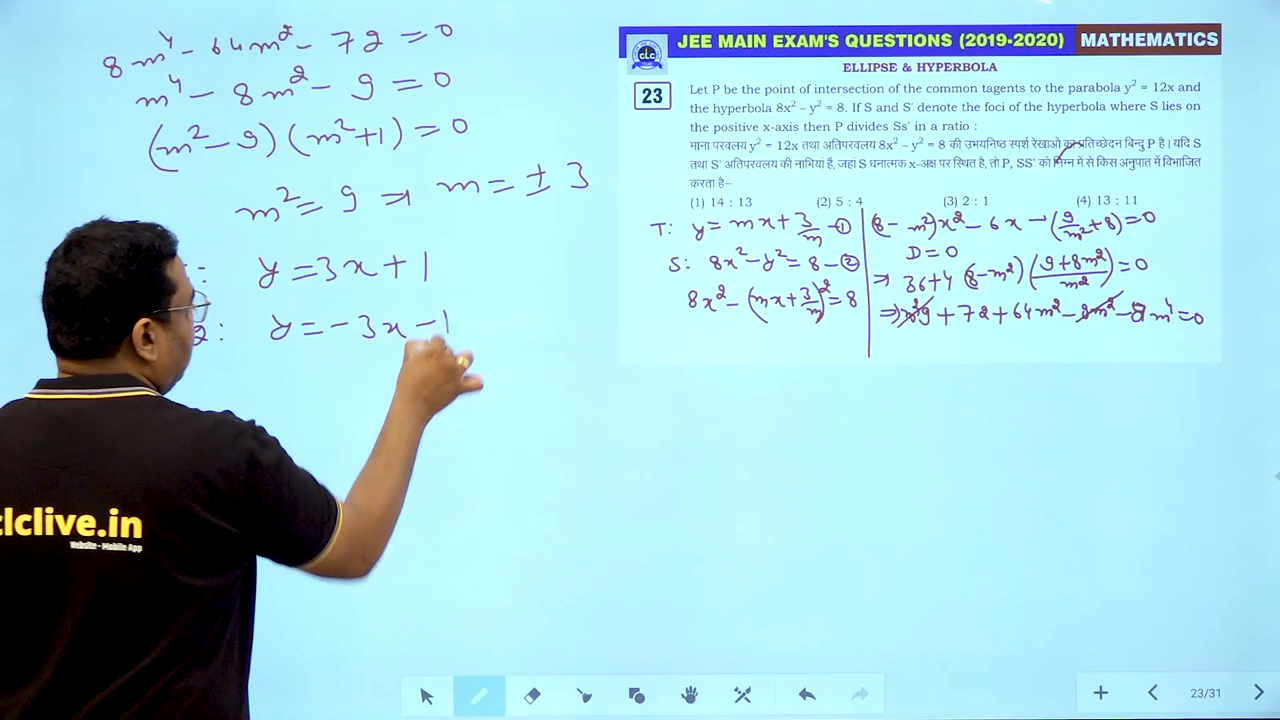 8m⁴ - 64m² - 72 = 0
m⁴ - 8m² - 9 = 0
(m² - 9)(m² + 1) = 0
m² = 9 ⇒ m = ± 3
: y = 3x + 1
2: y = -3x - 1
clclive.in
Website - Mobile App
clc
JEE MAIN EXAM'S QUESTIONS (2019-2020) MATHEMATICS
ELLIPSE & HYPERBOLA
23
Let P be the point of intersection of the common tagents to the parabola y² = 12x and
the hyperbola 8x² – y² = 8. If S and S' denote the foci of the hyperbola where S lies on
the positive x-axis then P divides Ss' in a ratio :
माना परवलय y² = 12x तथा अतिपरवलय 8x² – y² = 8 की उभयनिष्ठ स्पर्श रेखाओं का प्रतिच्छेदन बिन्दु P है। यदि S
तथा S' अतिपरवलय की नाभियां हैं, जहा S धनात्मक x-अक्ष पर स्थित है, तो P, SS' को निम्न में से किस अनुपात में विभाजित
करता है–
(1) 14 : 13 (2) 5 : 4 (3) 2 : 1 (4) 13 : 11
T: y = mx + 3/m -①
S: 8x² - y² = 8 -②
8x² - (mx + 3/m)² = 8
(8 - m²)x² - 6x - (9/m² + 8) = 0
D = 0
⇒ 36 + 4 (8 - m²) ((9 + 8m²)/m²) = 0
⇒ + 72 + 64m² - 9m² - 8m⁴ = 0
23/31